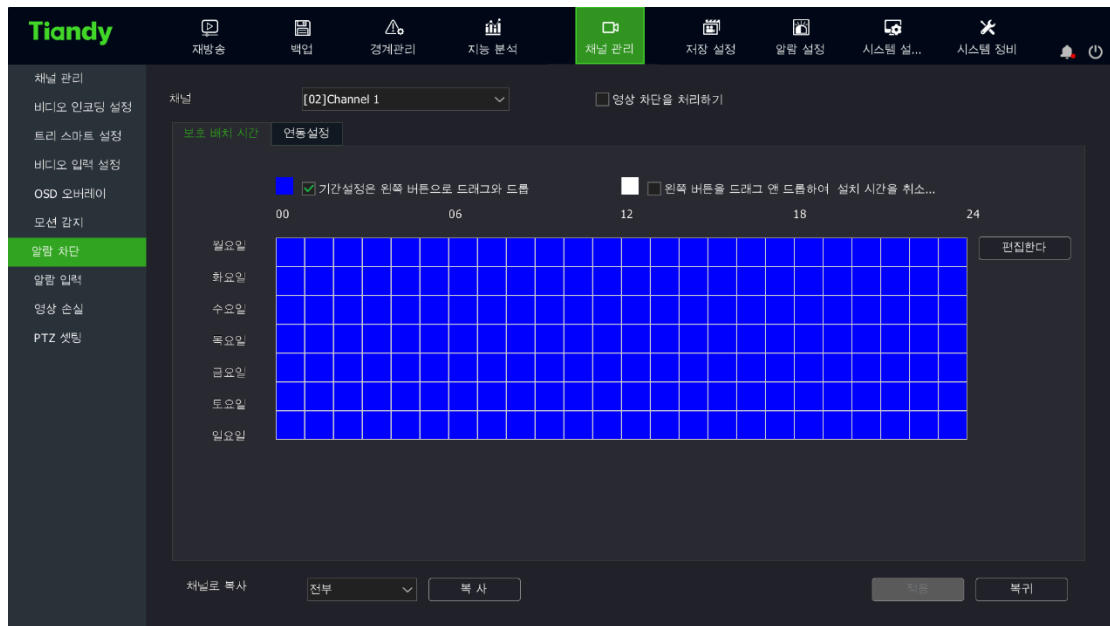 Tiandy
재방송 백업 경계관리 지능 분석 채널 관리 저장 설정 알람 설정 시스템 설... 시스템 정비
채널 관리
비디오 인코딩 설정
트리 스마트 설정
비디오 입력 설정
OSD 오버레이
모션 감지
알람 차단
알람 입력
영상 손실
PTZ 셋팅
채널 [02]Channel 1 영상 차단을 처리하기
보호 배치 시간 연동설정
기간설정은 왼쪽 버튼으로 드래그와 드롭 왼쪽 버튼을 드래그 앤 드롭하여 설치 시간을 취소...
00 06 12 18 24
월요일 편집한다
화요일
수요일
목요일
금요일
토요일
일요일
채널로 복사 전부 복 사 적용 복귀